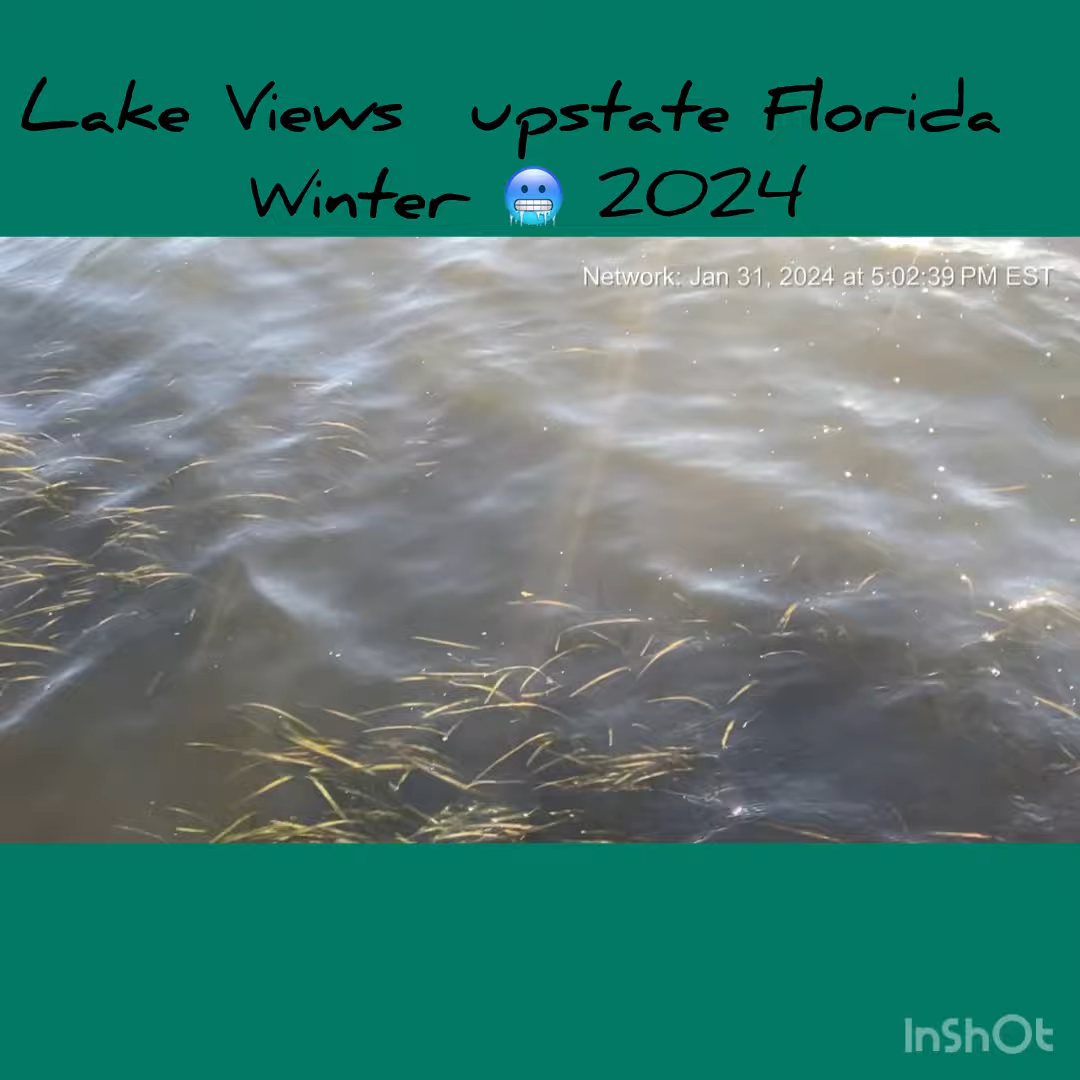 Lake Views upstate Florida
Winter 🥶 2024
Network: Jan 31, 2024 at 5:02:39 PM EST
InShOt